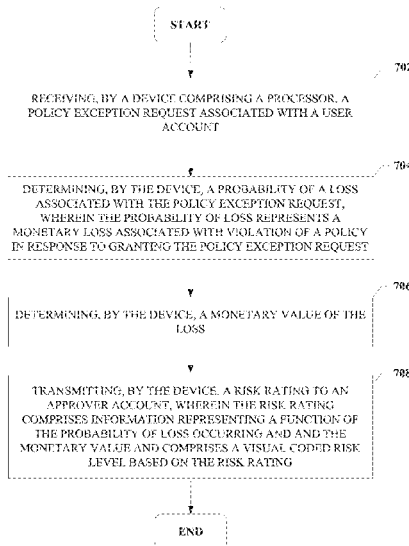 START
702
RECEIVING, BY A DEVICE COMPRISING A PROCESSOR, A
POLICY EXCEPTION REQUEST ASSOCIATED WITH A USER
ACCOUNT
704
DETERMINING, BY THE DEVICE, A PROBABILITY OF A LOSS
ASSOCIATED WITH THE POLICY EXCEPTION REQUEST,
WHEREIN THE PROBABILITY OF LOSS REPRESENTS A
MONETARY LOSS ASSOCIATED WITH VIOLATION OF A POLICY
IN RESPONSE TO GRANTING THE POLICY EXCEPTION REQUEST
706
DETERMINING, BY THE DEVICE, A MONETARY VALUE OF THE
LOSS
708
TRANSMITTING, BY THE DEVICE, A RISK RATING TO AN
APPROVER ACCOUNT, WHEREIN THE RISK RATING
COMPRISES INFORMATION REPRESENTING A FUNCTION OF
THE PROBABILITY OF LOSS OCCURRING AND AND THE
MONETARY VALUE AND COMPRISES A VISUAL CODED RISK
LEVEL BASED ON THE RISK RATING
END